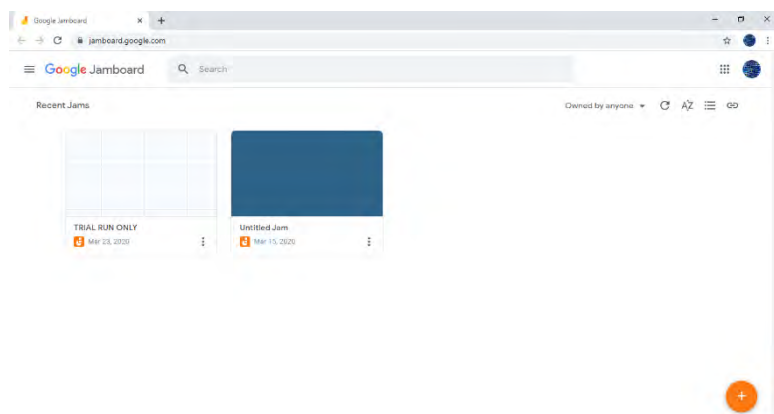 Google Jamboard
jamboard.google.com
Google Jamboard
Search
Recent Jams
Owned by anyone
AZ
TRIAL RUN ONLY
Mar 23, 2020
Untitled Jam
Mar 15, 2020